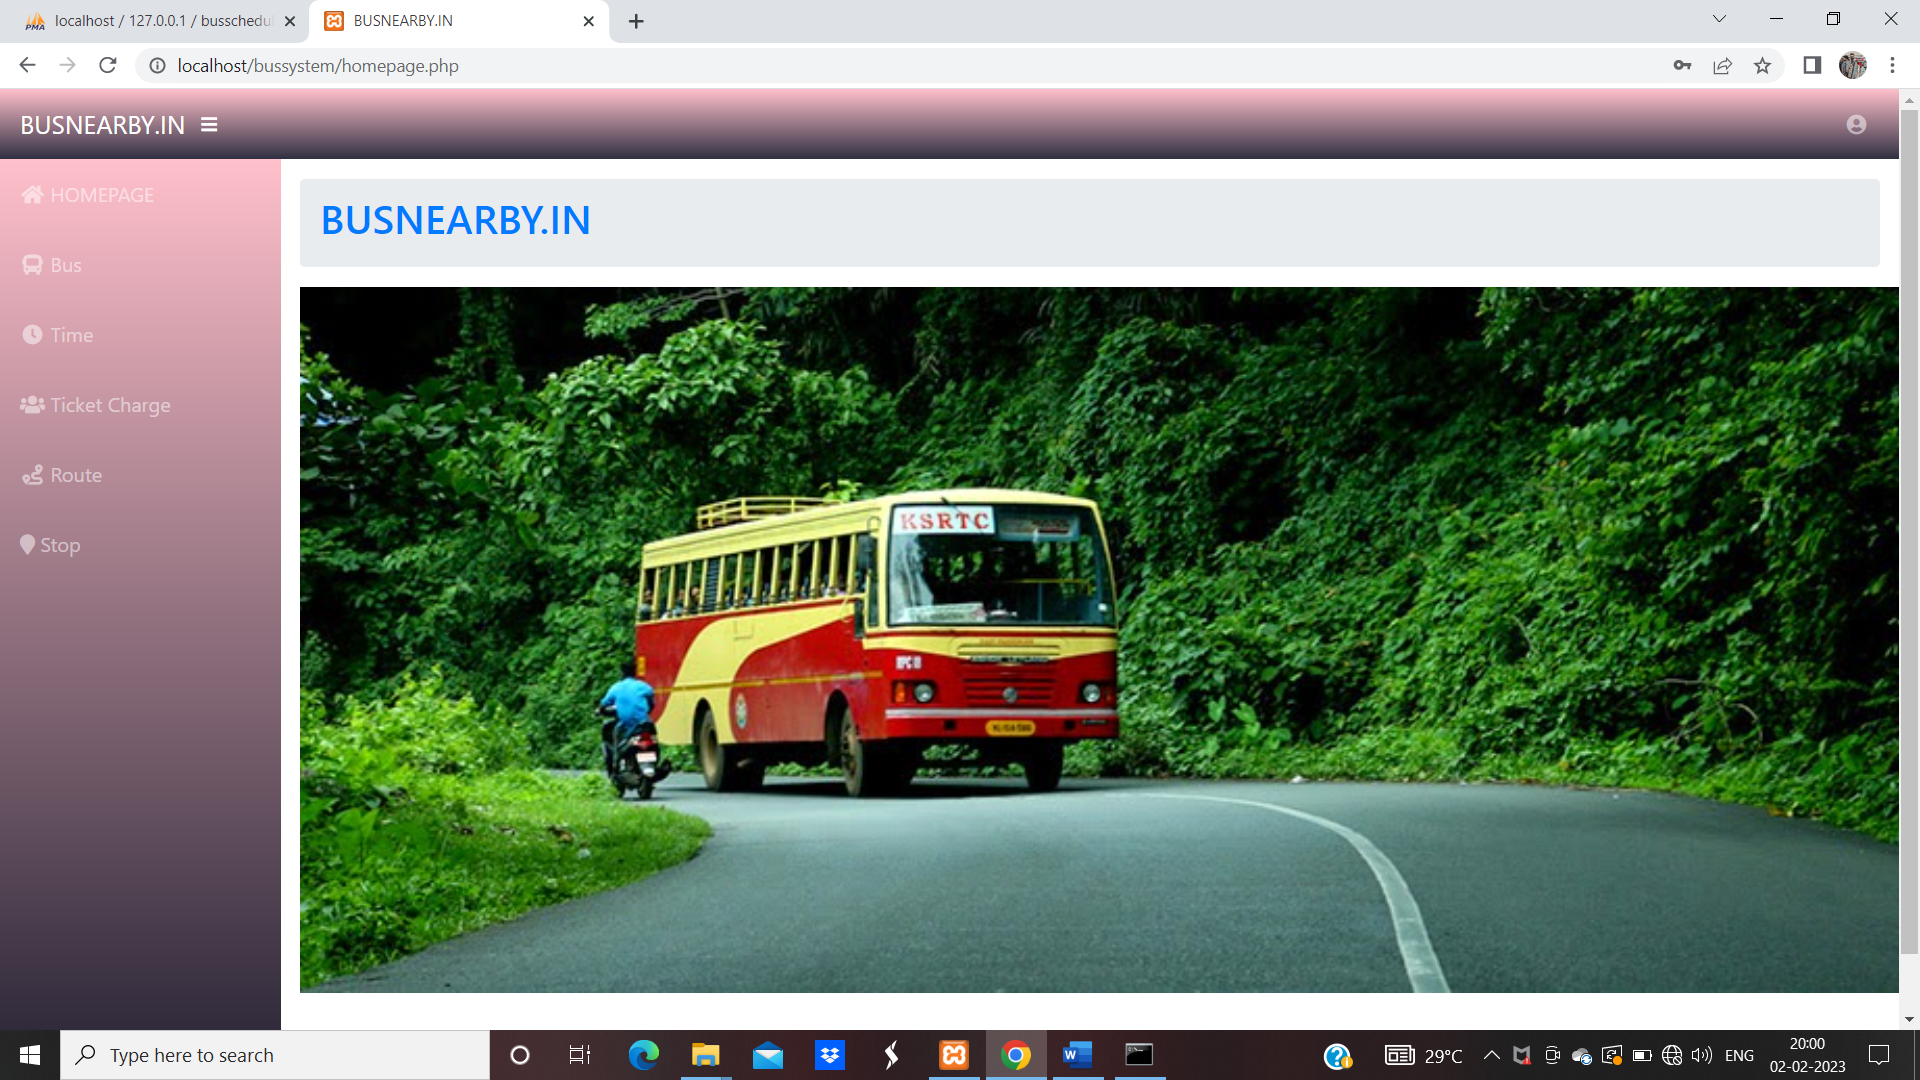 localhost / 127.0.0.1 / busschedul
BUSNEARBY.IN
localhost/bussystem/homepage.php
BUSNEARBY.IN
HOMEPAGE
Bus
Time
Ticket Charge
Route
Stop
BUSNEARBY.IN
KSRTC
Type here to search
29°C
ENG
20:00
02-02-2023